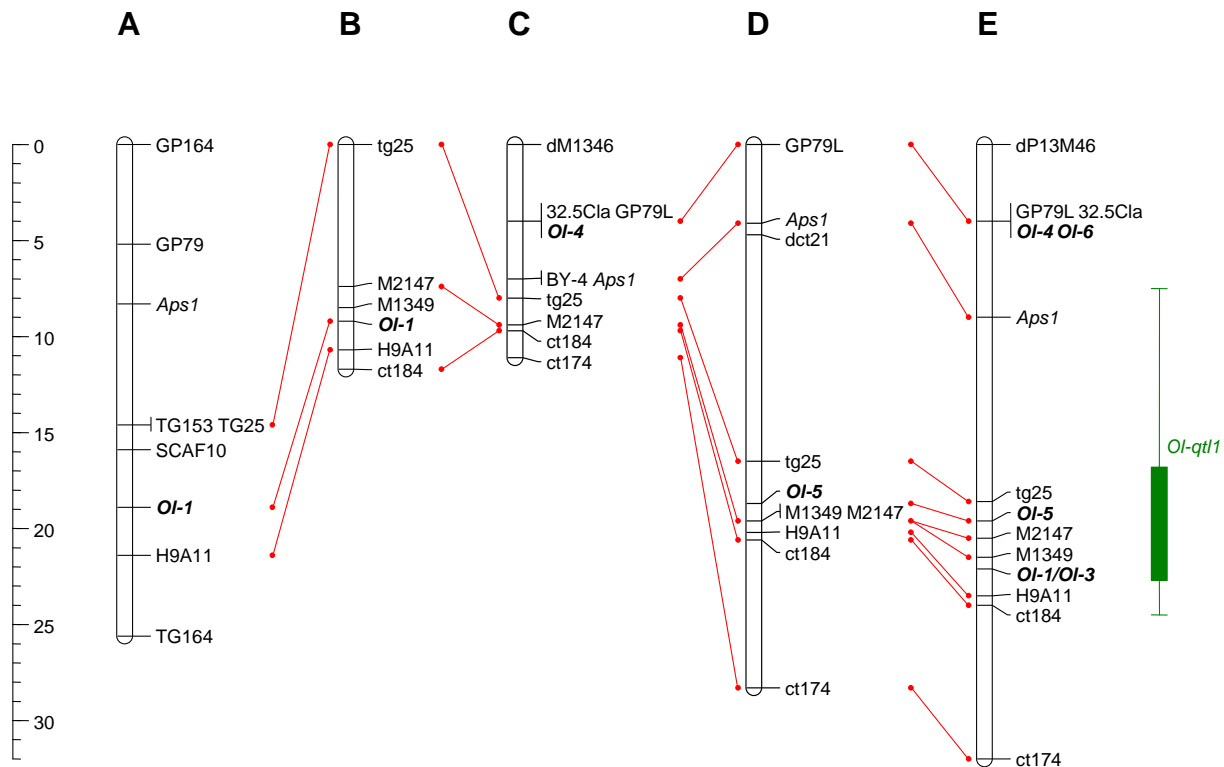 A
B
C
D
E
0
5
10
15
20
25
30
GP164
GP79
Aps1
TG153 TG25
SCAF10
Ol-1
H9A11
TG164
tg25
M2147
M1349
Ol-1
H9A11
ct184
dM1346
32.5Cla GP79L
Ol-4
BY-4 Aps1
tg25
M2147
ct184
ct174
GP79L
Aps1
dct21
tg25
Ol-5
M1349 M2147
H9A11
ct184
ct174
dP13M46
GP79L 32.5Cla
Ol-4 Ol-6
Aps1
tg25
Ol-5
M2147
M1349
Ol-1/Ol-3
H9A11
ct184
ct174
Ol-qtl1